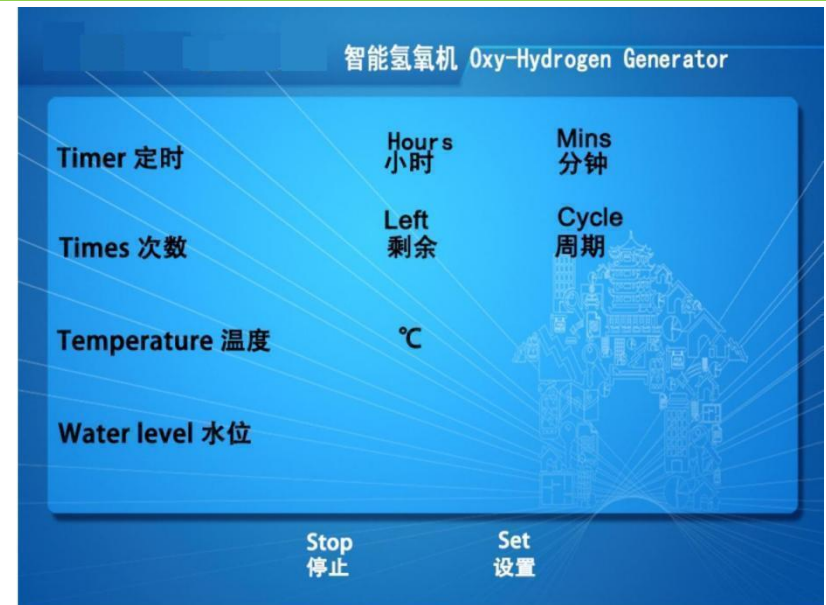 智能氢氧机 Oxy-Hydrogen Generator
Timer 定时
Hours
小时
Mins
分钟
Times 次数
Left
剩余
Cycle
周期
Temperature 温度
℃
Water level 水位
Stop
停止
Set
设置